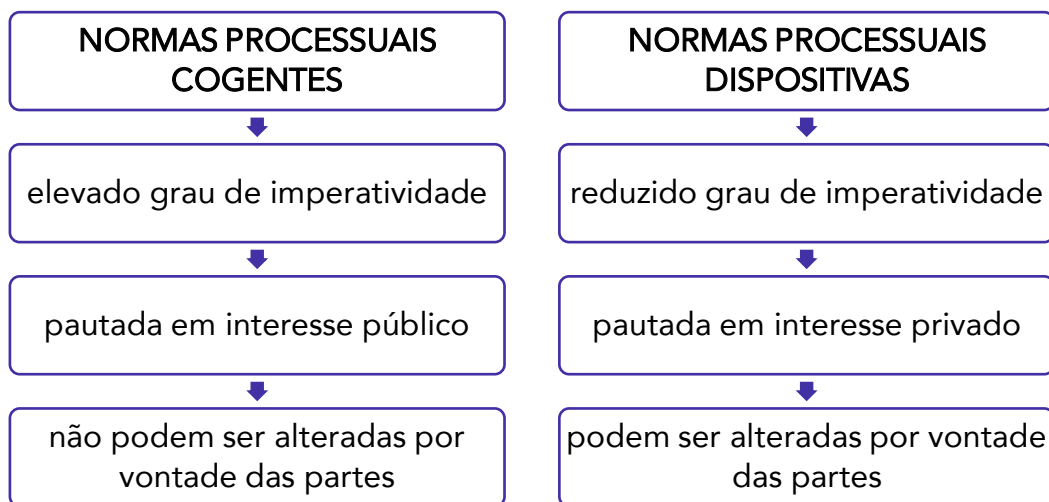 NORMAS PROCESSUAIS
COGENTES
elevado grau de imperatividade
pautada em interesse público
não podem ser alteradas por
vontade das partes
NORMAS PROCESSUAIS
DISPOSITIVAS
reduzido grau de imperatividade
pautada em interesse privado
podem ser alteradas por vontade
das partes